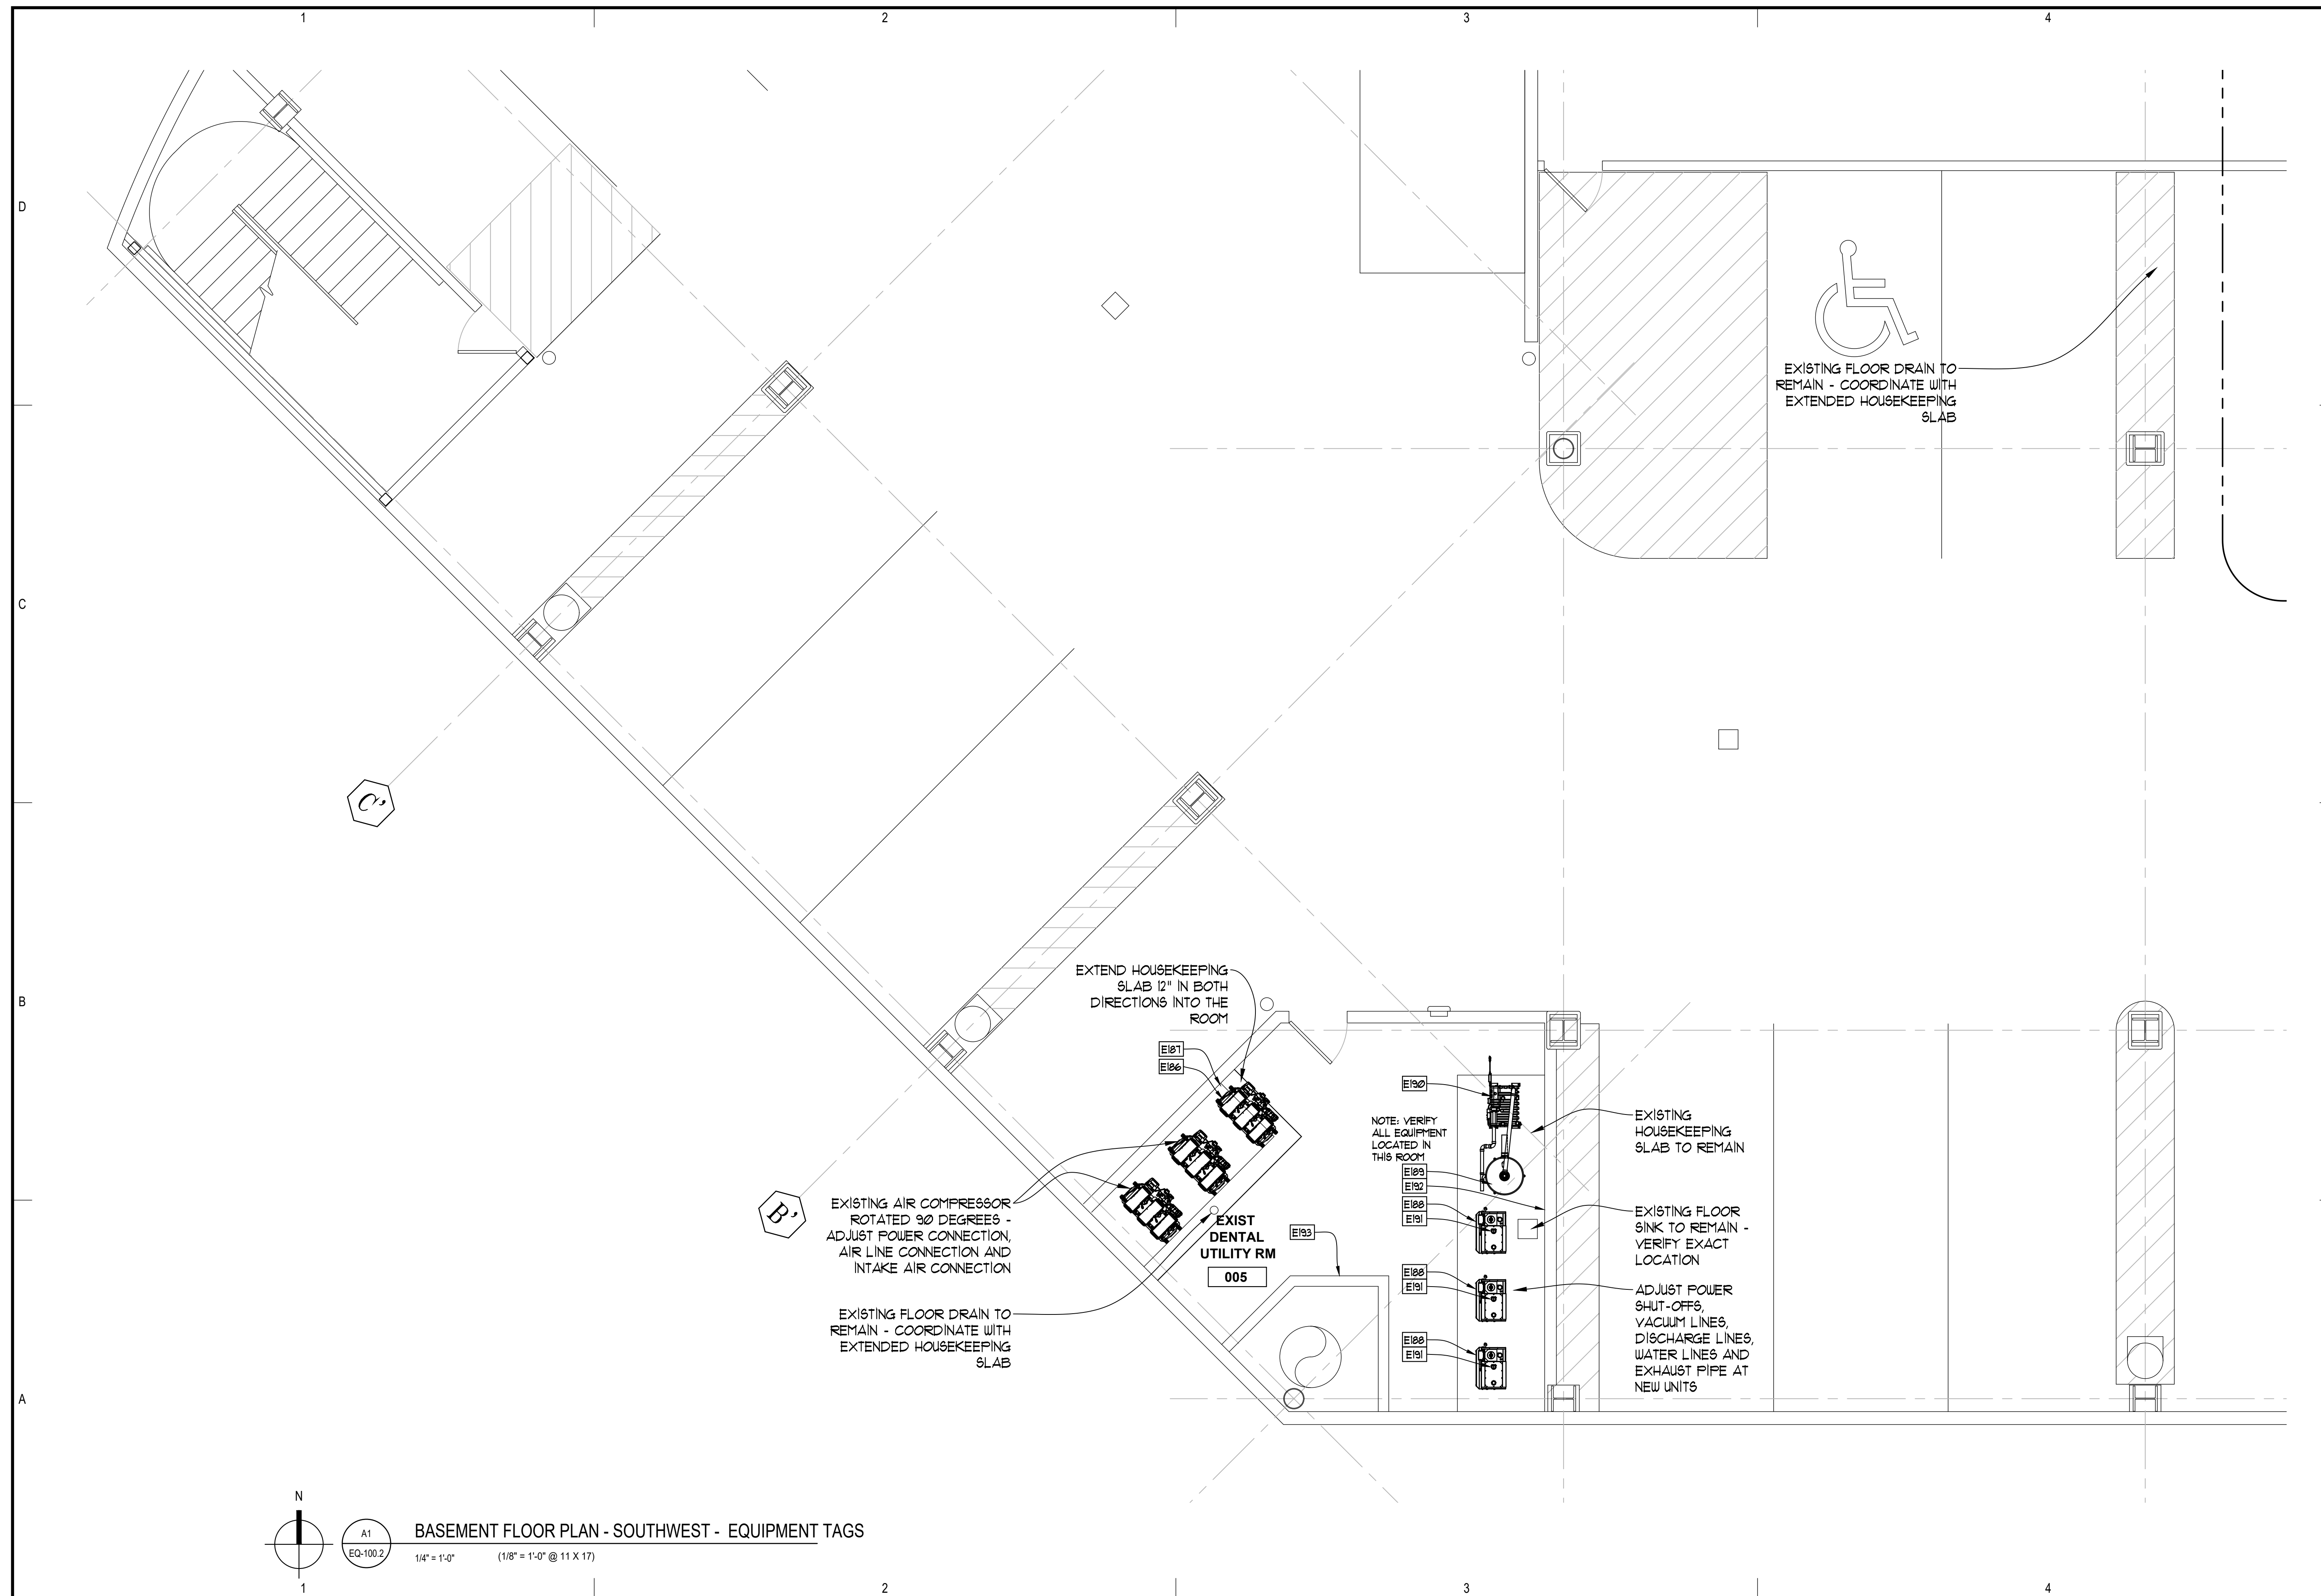 1
2
3
4
D
C
B
A
EXISTING FLOOR DRAIN TO
REMAIN - COORDINATE WITH
EXTENDED HOUSEKEEPING
SLAB
C'
EXTEND HOUSEKEEPING
SLAB 12" IN BOTH
DIRECTIONS INTO THE
ROOM
E187
E186
E190
NOTE: VERIFY
ALL EQUIPMENT
LOCATED IN
THIS ROOM
E189
E192
E188
E191
E188
E191
E188
E191
EXISTING
HOUSEKEEPING
SLAB TO REMAIN
EXISTING FLOOR
SINK TO REMAIN -
VERIFY EXACT
LOCATION
ADJUST POWER
SHUT-OFFS,
VACUUM LINES,
DISCHARGE LINES,
WATER LINES AND
EXHAUST PIPE AT
NEW UNITS
B'
EXISTING AIR COMPRESSOR
ROTATED 90 DEGREES -
ADJUST POWER CONNECTION,
AIR LINE CONNECTION AND
INTAKE AIR CONNECTION
EXIST
DENTAL
UTILITY RM
005
E193
EXISTING FLOOR DRAIN TO
REMAIN - COORDINATE WITH
EXTENDED HOUSEKEEPING
SLAB
N
A1
EQ-100.2
BASEMENT FLOOR PLAN - SOUTHWEST - EQUIPMENT TAGS
1/4" = 1'-0" (1/8" = 1'-0" @ 11 X 17)
1
2
3
4